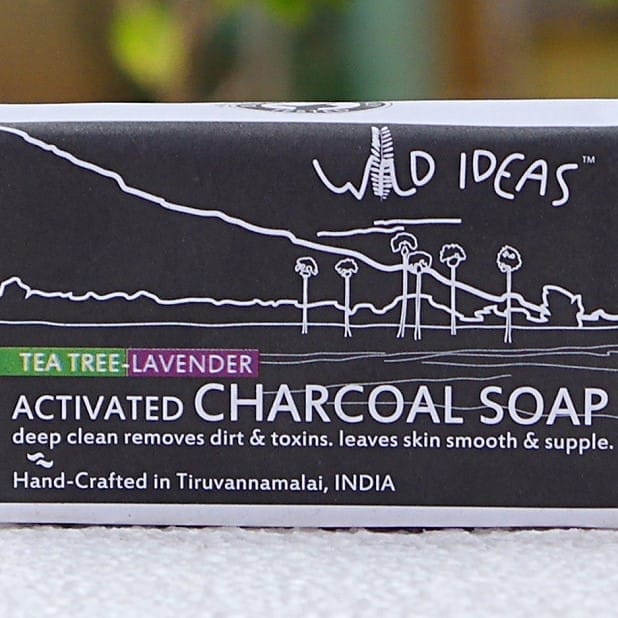 WILD IDEAS™
TEA TREE-LAVENDER
ACTIVATED CHARCOAL SOAP
deep clean removes dirt & toxins. leaves skin smooth & supple.
Hand-Crafted in Tiruvannamalai, INDIA